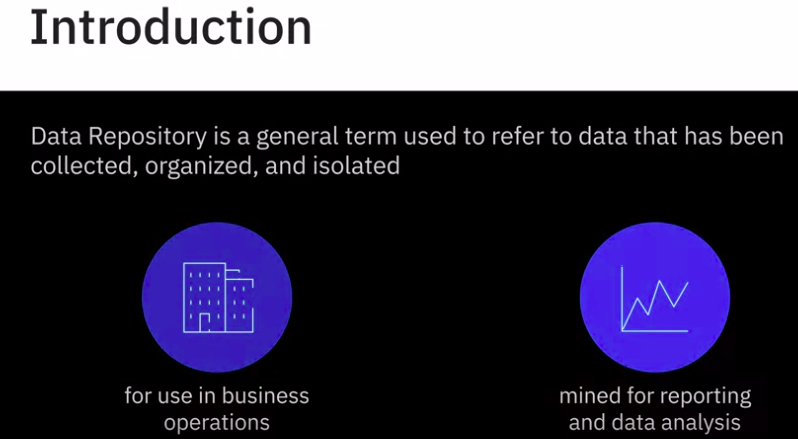 Introduction
Data Repository is a general term used to refer to data that has been
collected, organized, and isolated
for use in business
operations
mined for reporting
and data analysis